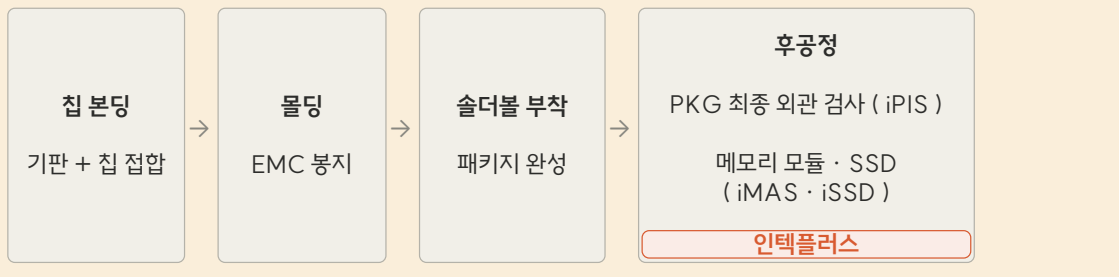 칩 본딩
기판 + 칩 접합
몰딩
EMC 봉지
솔더볼 부착
패키지 완성
후공정
PKG 최종 외관 검사 ( iPIS )
메모리 모듈 · SSD
( iMAS · iSSD )
인텍플러스